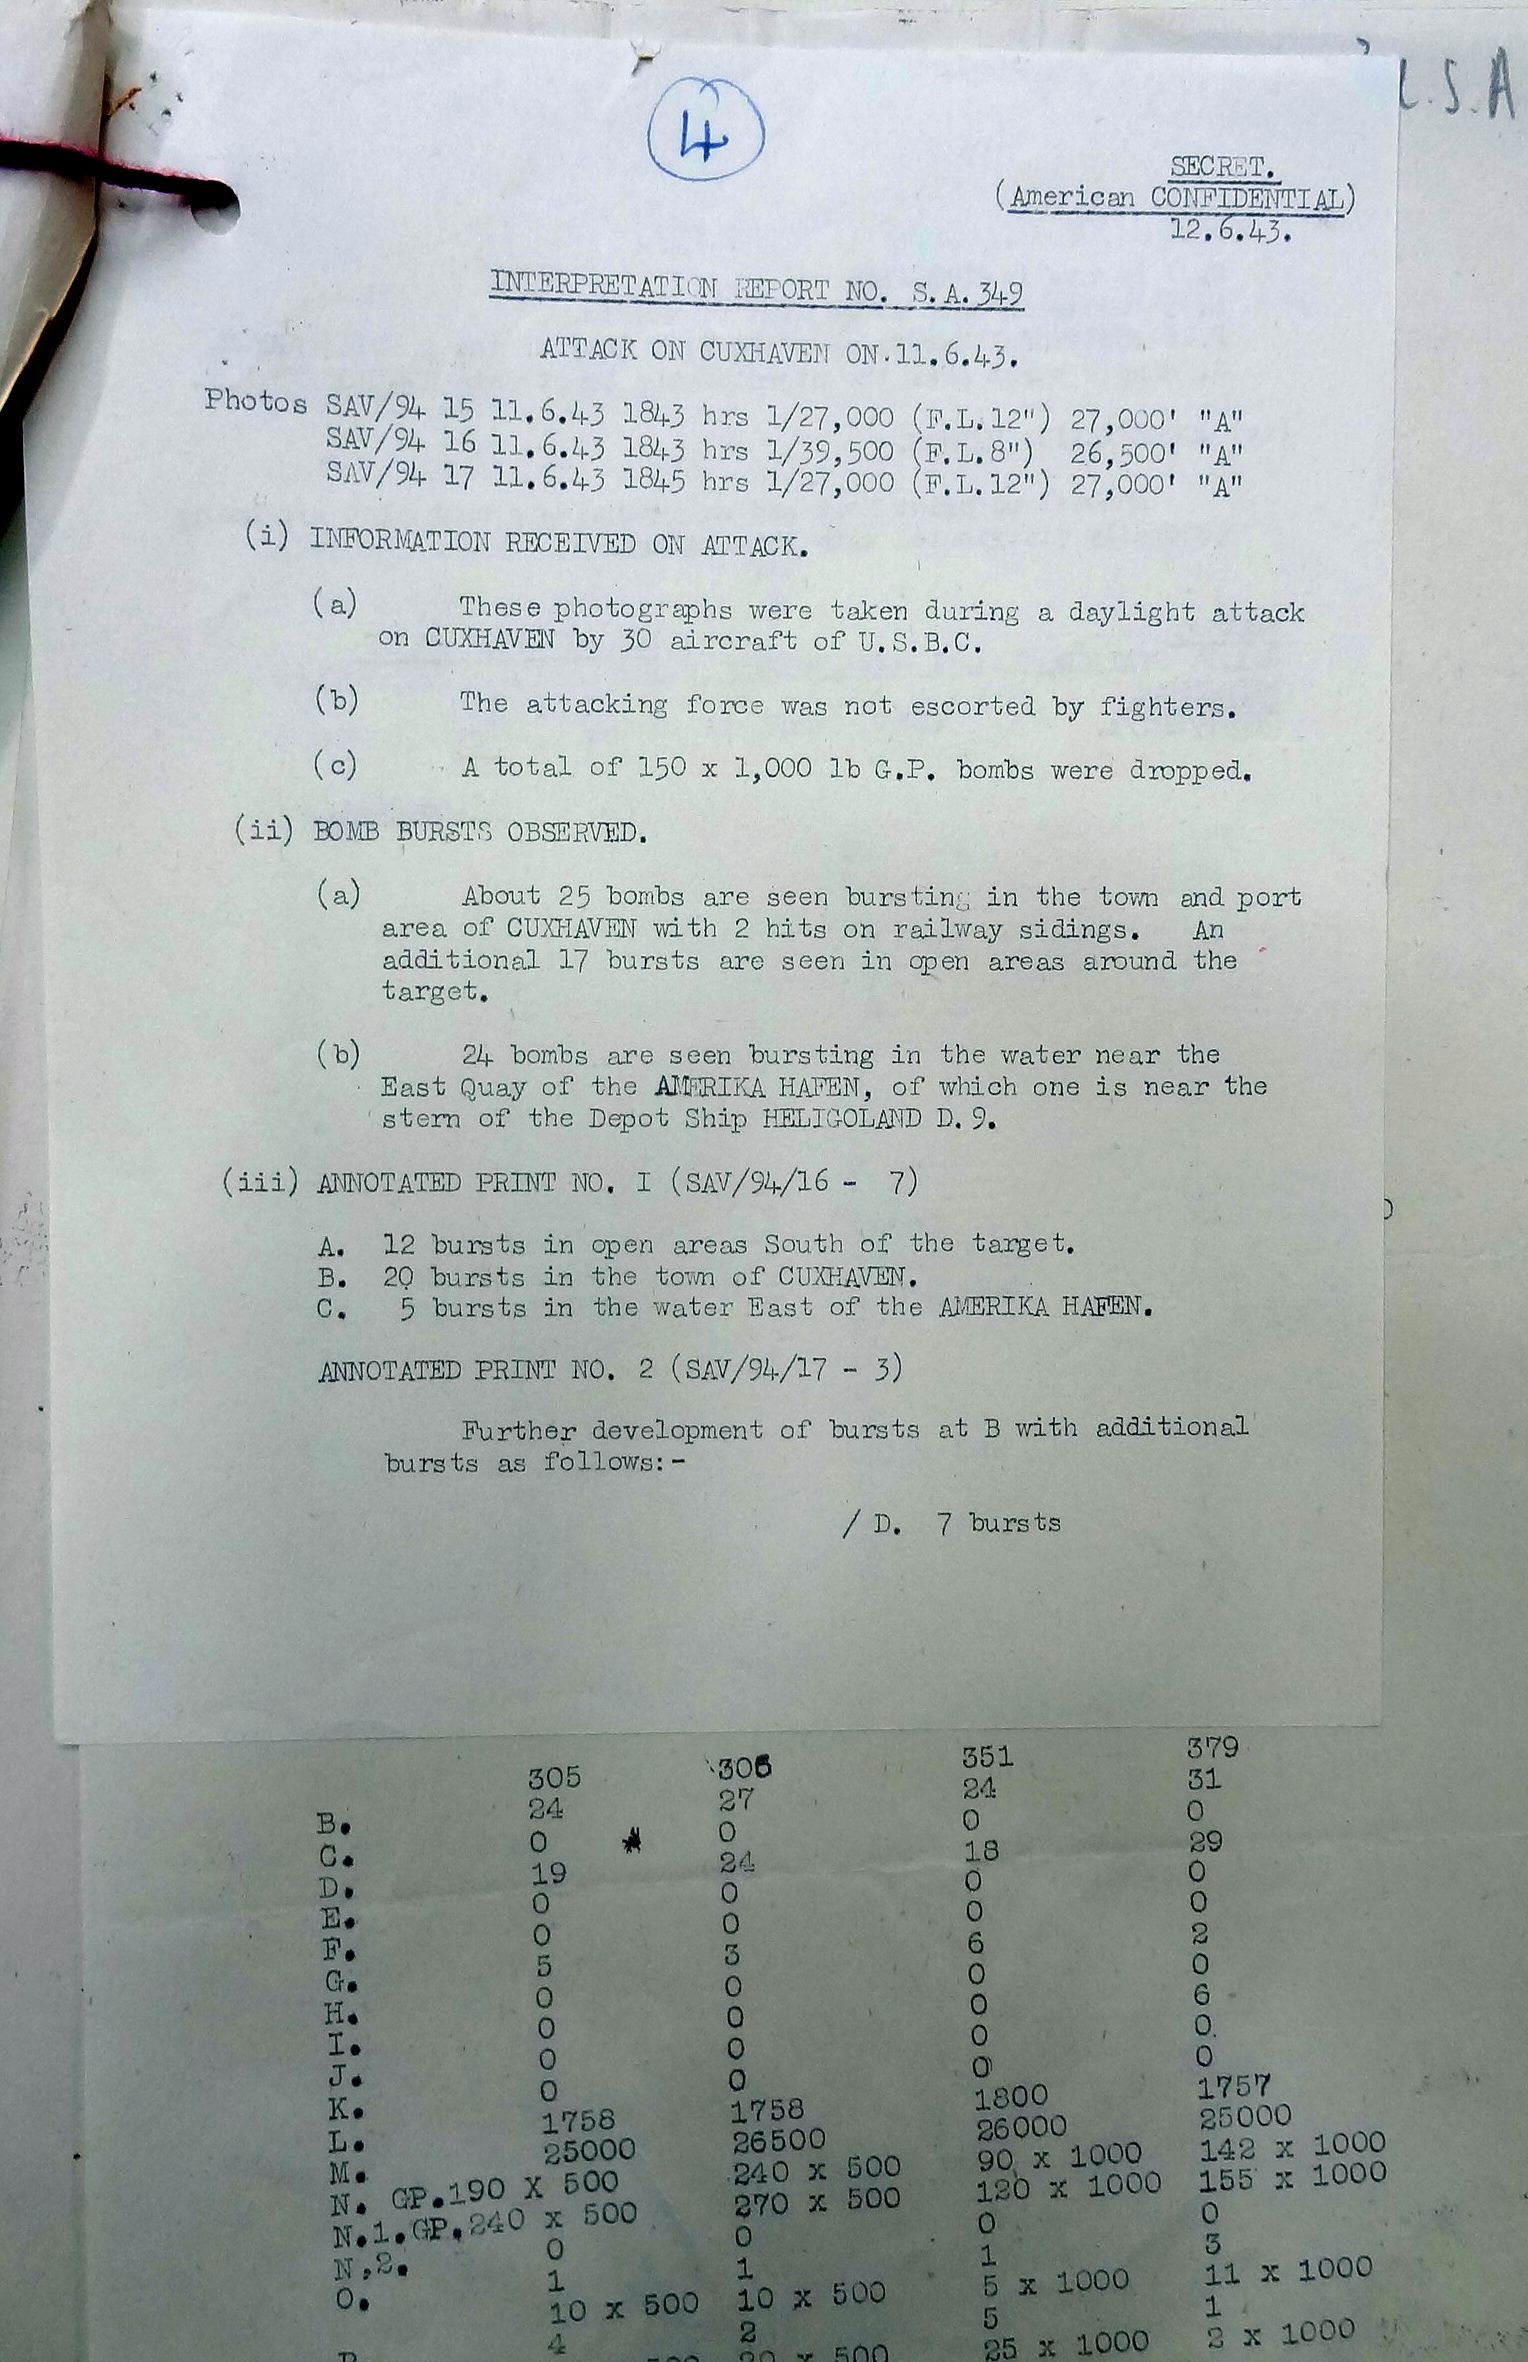 L.S.A
4
SECRET.
(American CONFIDENTIAL)
12.6.43.
INTERPRETATION REPORT NO. S.A.349
ATTACK ON CUXHAVEN ON.11.6.43.
Photos SAV/94 15 11.6.43 1843 hrs 1/27,000 (F.L.12") 27,000' "A"
SAV/94 16 11.6.43 1843 hrs 1/39,500 (F.L.8") 26,500' "A"
SAV/94 17 11.6.43 1845 hrs 1/27,000 (F.L.12") 27,000' "A"
(i) INFORMATION RECEIVED ON ATTACK.
(a) These photographs were taken during a daylight attack
on CUXHAVEN by 30 aircraft of U.S.B.C.
(b) The attacking force was not escorted by fighters.
(c) A total of 150 x 1,000 lb G.P. bombs were dropped.
(ii) BOMB BURSTS OBSERVED.
(a) About 25 bombs are seen bursting in the town and port
area of CUXHAVEN with 2 hits on railway sidings. An
additional 17 bursts are seen in open areas around the
target.
(b) 24 bombs are seen bursting in the water near the
East Quay of the AMERIKA HAFEN, of which one is near the
stern of the Depot Ship HELIGOLAND D.9.
(iii) ANNOTATED PRINT NO. I (SAV/94/16 - 7)
A. 12 bursts in open areas South of the target.
B. 20 bursts in the town of CUXHAVEN.
C. 5 bursts in the water East of the AMERIKA HAFEN.
ANNOTATED PRINT NO. 2 (SAV/94/17 - 3)
Further development of bursts at B with additional
bursts as follows:-
/ D. 7 bursts
305 306 351 379
B. 24 27 24 31
C. 0 0 0 0
D. 19 24 18 29
E. 0 0 0 0
F. 0 0 0 0
G. 5 3 6 2
H. 0 0 0 0
I. 0 0 0 6
J. 0 0 0 0.
K. 0 0 0 0
L. 1758 1758 1800 1757
M. 25000 26500 26000 25000
N. GP.190 X 500 240 x 500 90 x 1000 142 x 1000
N.1.GP.240 x 500 270 x 500 120 x 1000 155 x 1000
N,2. 0 0 0 0
O. 1 1 1 3
10 x 500 10 x 500 5 x 1000 11 x 1000
4 2 5 1
x 500 25 x 1000 2 x 1000